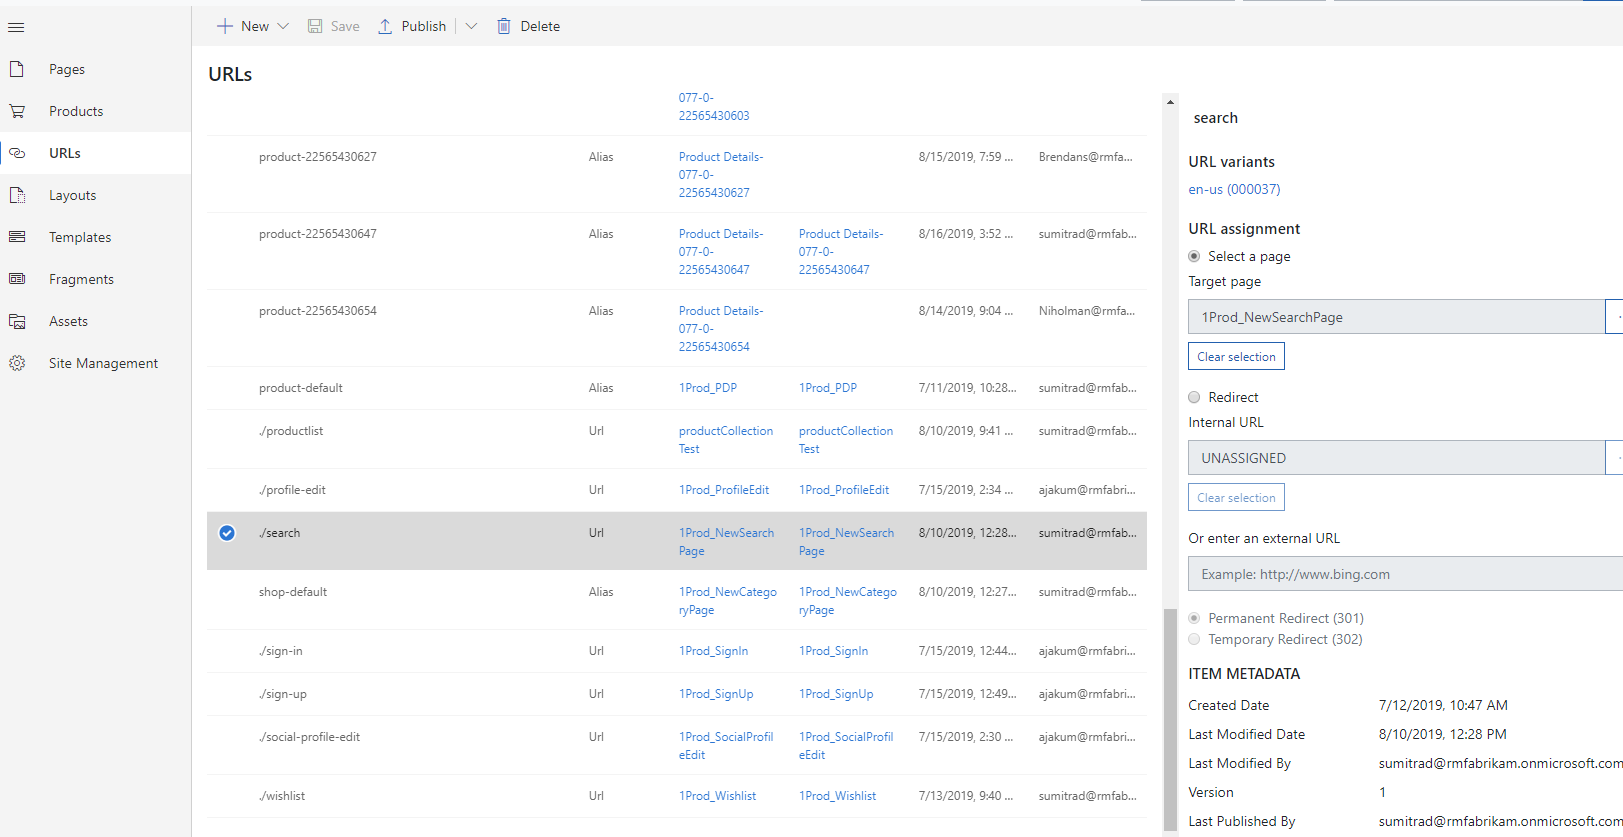 New
Save
Publish
Delete
Pages
Products
URLs
Layouts
Templates
Fragments
Assets
Site Management
URLs
077-0-
22565430603
product-22565430627 Alias Product Details- 8/15/2019, 7:59 ... Brendans@rmfa...
077-0-
22565430627
product-22565430647 Alias Product Details- Product Details- 8/16/2019, 3:52 ... sumitrad@rmfab...
077-0- 077-0-
22565430647 22565430647
product-22565430654 Alias Product Details- 8/14/2019, 9:04 ... Niholman@rmfa...
077-0-
22565430654
product-default Alias 1Prod_PDP 1Prod_PDP 7/11/2019, 10:28... sumitrad@rmfab...
./productlist Url productCollection productCollection 8/10/2019, 9:41 ... sumitrad@rmfab...
Test Test
./profile-edit Url 1Prod_ProfileEdit 1Prod_ProfileEdit 7/15/2019, 2:34 ... ajakum@rmfabri...
./search Url 1Prod_NewSearch 1Prod_NewSearch 8/10/2019, 12:28... sumitrad@rmfab...
Page Page
shop-default Alias 1Prod_NewCatego 1Prod_NewCatego 8/10/2019, 12:27... sumitrad@rmfab...
ryPage ryPage
./sign-in Url 1Prod_SignIn 1Prod_SignIn 7/15/2019, 12:44... ajakum@rmfabri...
./sign-up Url 1Prod_SignUp 1Prod_SignUp 7/15/2019, 12:49... ajakum@rmfabri...
./social-profile-edit Url 1Prod_SocialProfil 1Prod_SocialProfil 7/15/2019, 2:30 ... ajakum@rmfabri...
eEdit eEdit
./wishlist Url 1Prod_Wishlist 1Prod_Wishlist 7/13/2019, 9:40 ... sumitrad@rmfab...
search
URL variants
en-us (000037)
URL assignment
Select a page
Target page
1Prod_NewSearchPage
Clear selection
Redirect
Internal URL
UNASSIGNED
Clear selection
Or enter an external URL
Example: http://www.bing.com
Permanent Redirect (301)
Temporary Redirect (302)
ITEM METADATA
Created Date 7/12/2019, 10:47 AM
Last Modified Date 8/10/2019, 12:28 PM
Last Modified By sumitrad@rmfabrikam.onmicrosoft.com
Version 1
Last Published By sumitrad@rmfabrikam.onmicrosoft.com